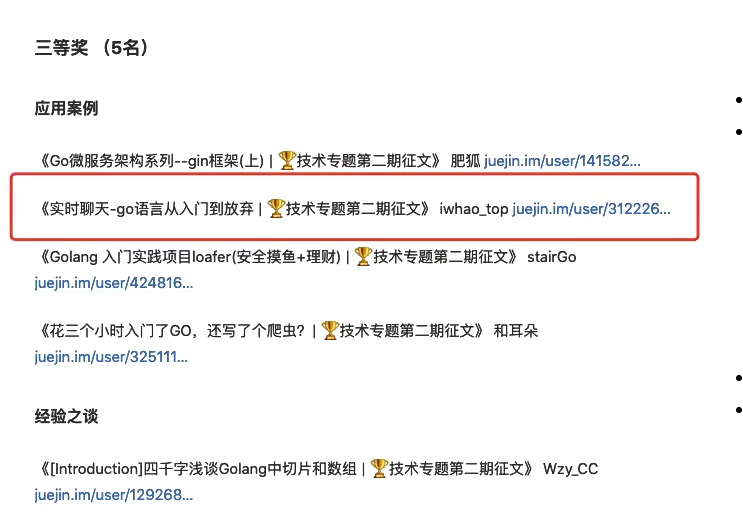 三等奖 （5名）
应用案例
《Go微服务架构系列--gin框架(上) | 🏆技术专题第二期征文》 肥狐 juejin.im/user/141582...
《实时聊天-go语言从入门到放弃 | 🏆技术专题第二期征文》 iwhao_top juejin.im/user/312226...
《Golang 入门实践项目loafer(安全摸鱼+理财) | 🏆技术专题第二期征文》 stairGo
juejin.im/user/424816...
《花三个小时入门了GO，还写了个爬虫? | 🏆技术专题第二期征文》 和耳朵
juejin.im/user/325111...
经验之谈
《[Introduction]四千字浅谈Golang中切片和数组 | 🏆技术专题第二期征文》 Wzy_CC
juejin.im/user/129268...